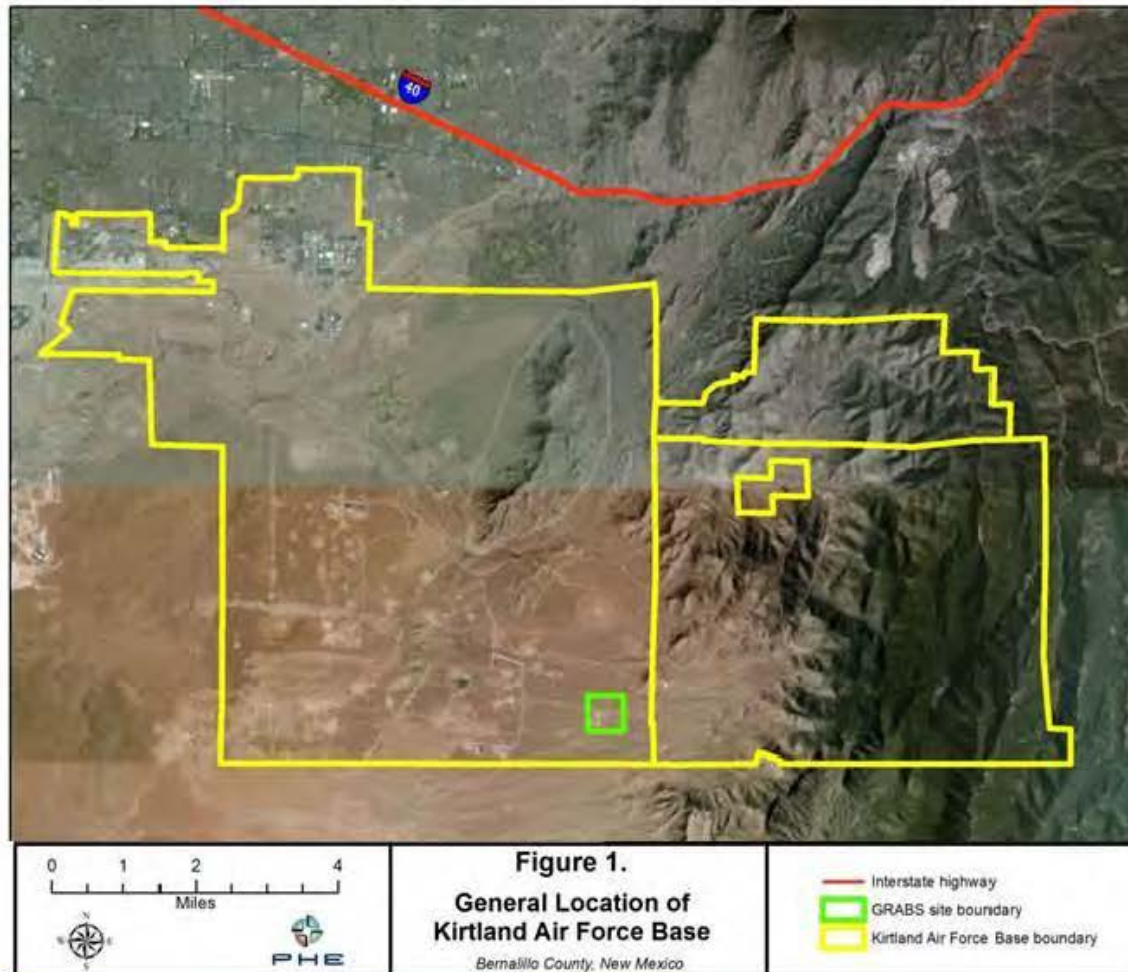 40
0 1 2 4
Miles
N
W E
S
PHE
Figure 1.
General Location of
Kirtland Air Force Base
Bernalillo County, New Mexico
Interstate highway
GRABS site boundary
Kirtland Air Force Base boundary